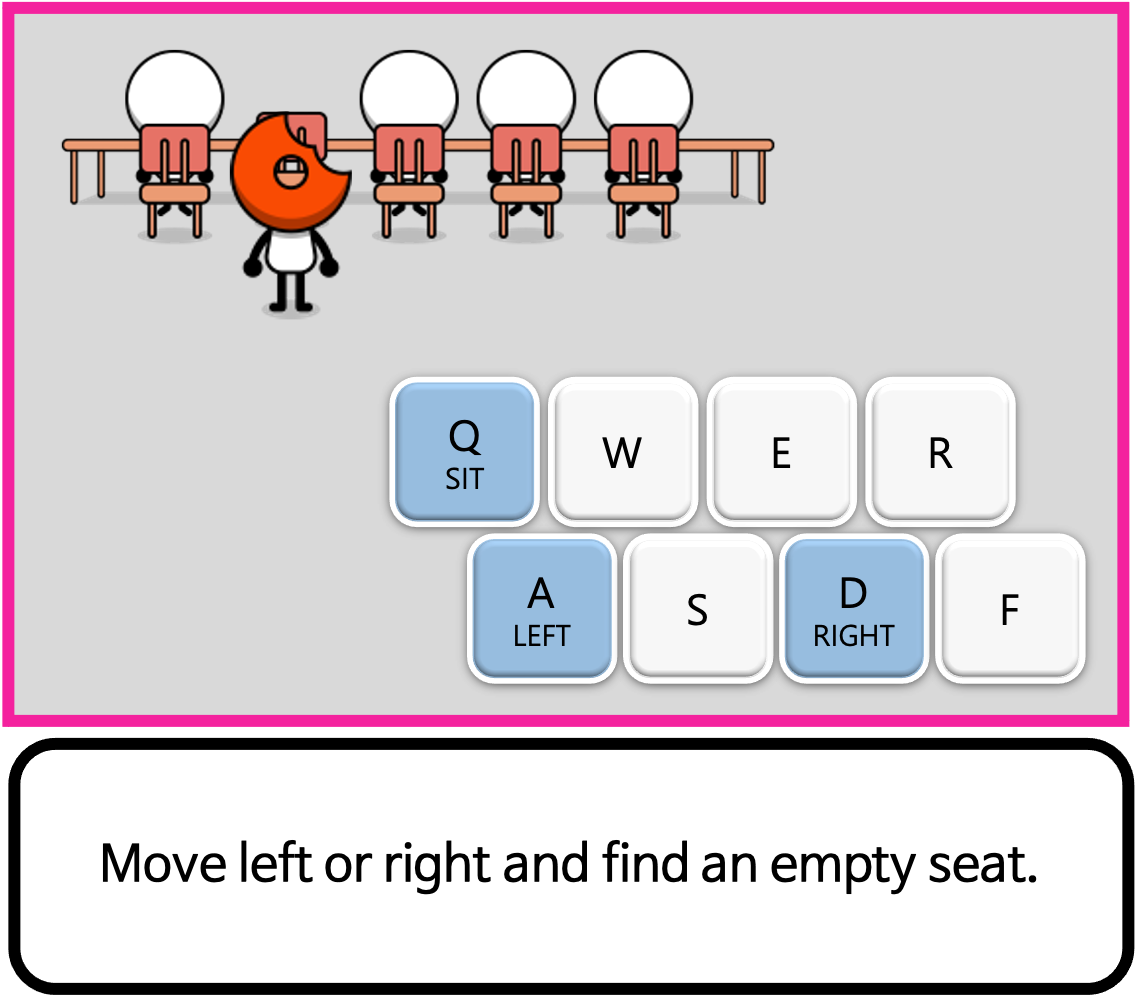 Q W E R
SIT
A S D F
LEFT RIGHT
Move left or right and find an empty seat.